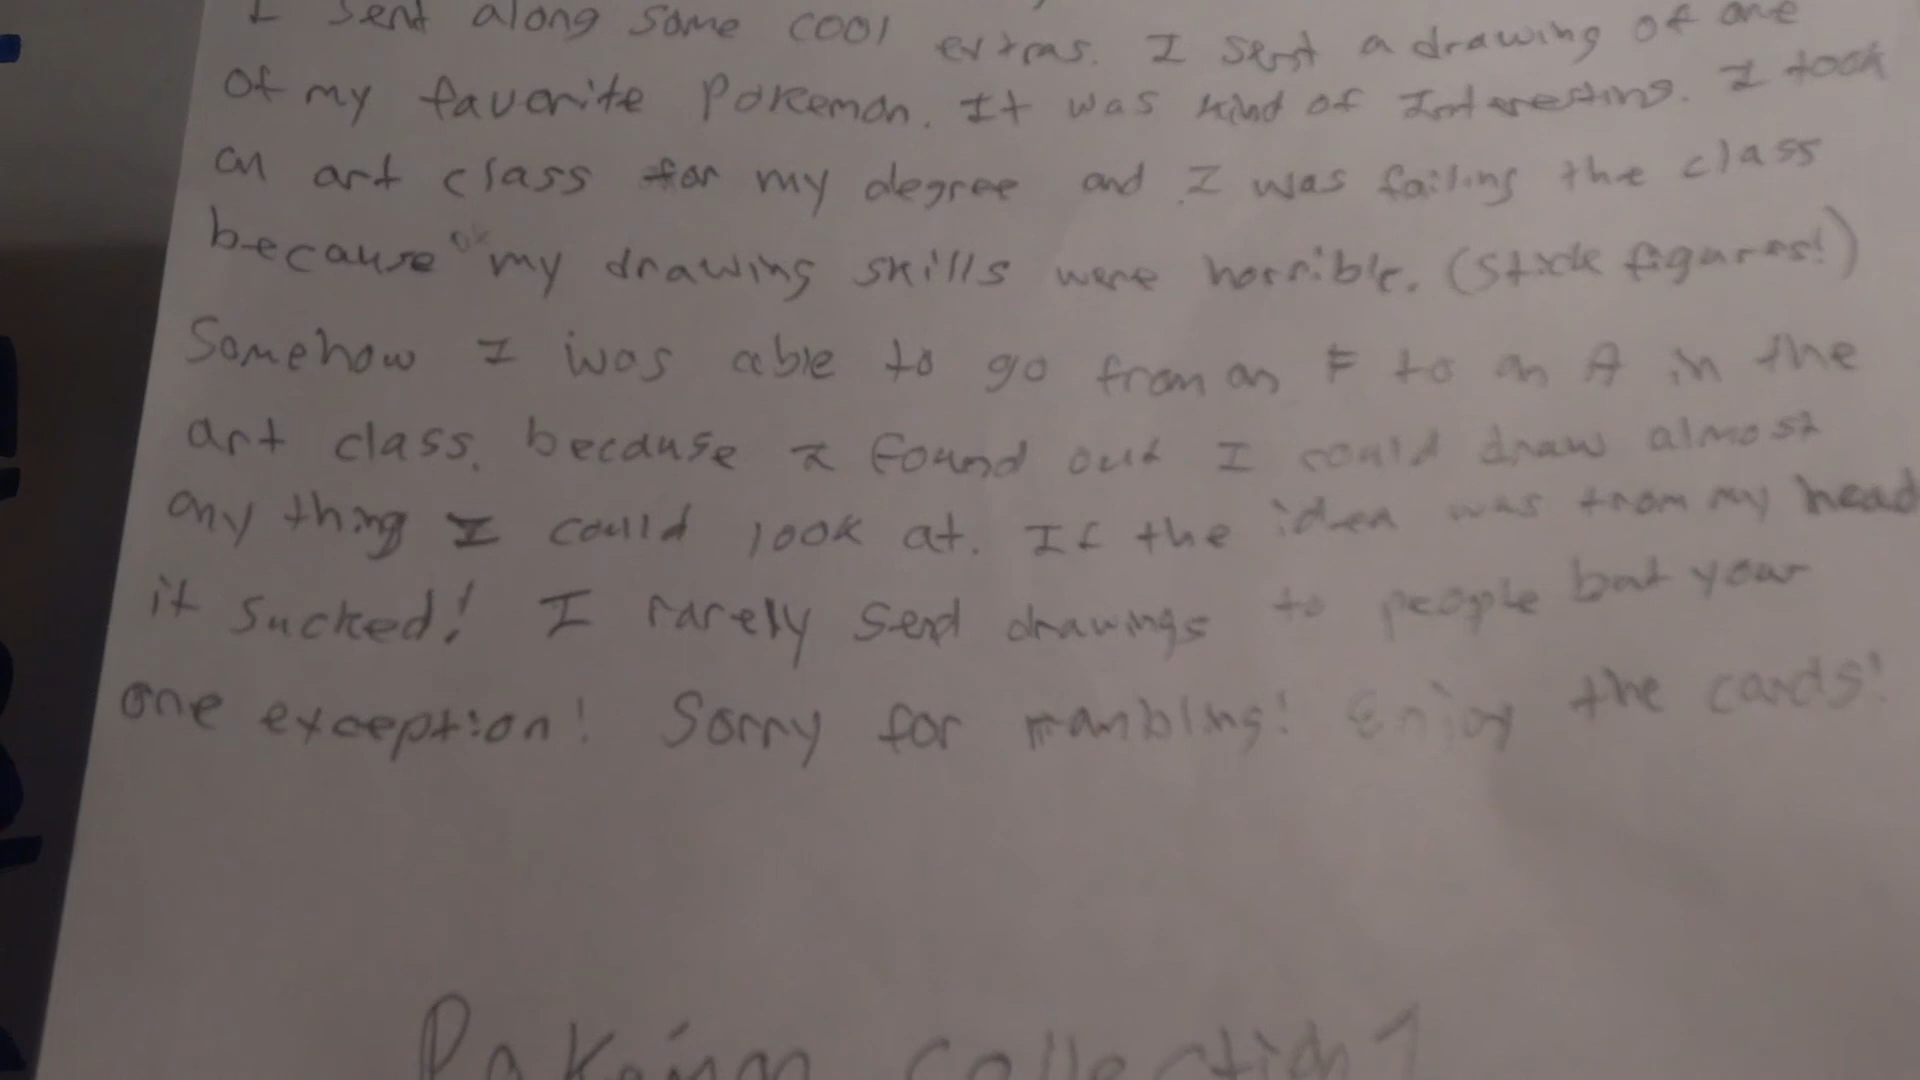 I sent along some cool extras. I sent a drawing of one
of my favorite Pokemon. It was kind of Interesting. I took
an art class for my degree and I was failing the class
because of my drawing skills were horrible. (Stick figures!)
Somehow I was able to go from an F to an A in the
art class. because I found out I could draw almost
any thing I could look at. If the idea was from my head
it sucked! I rarely send drawings to people but your
one exception! Sorry for rambling! Enjoy the cards!